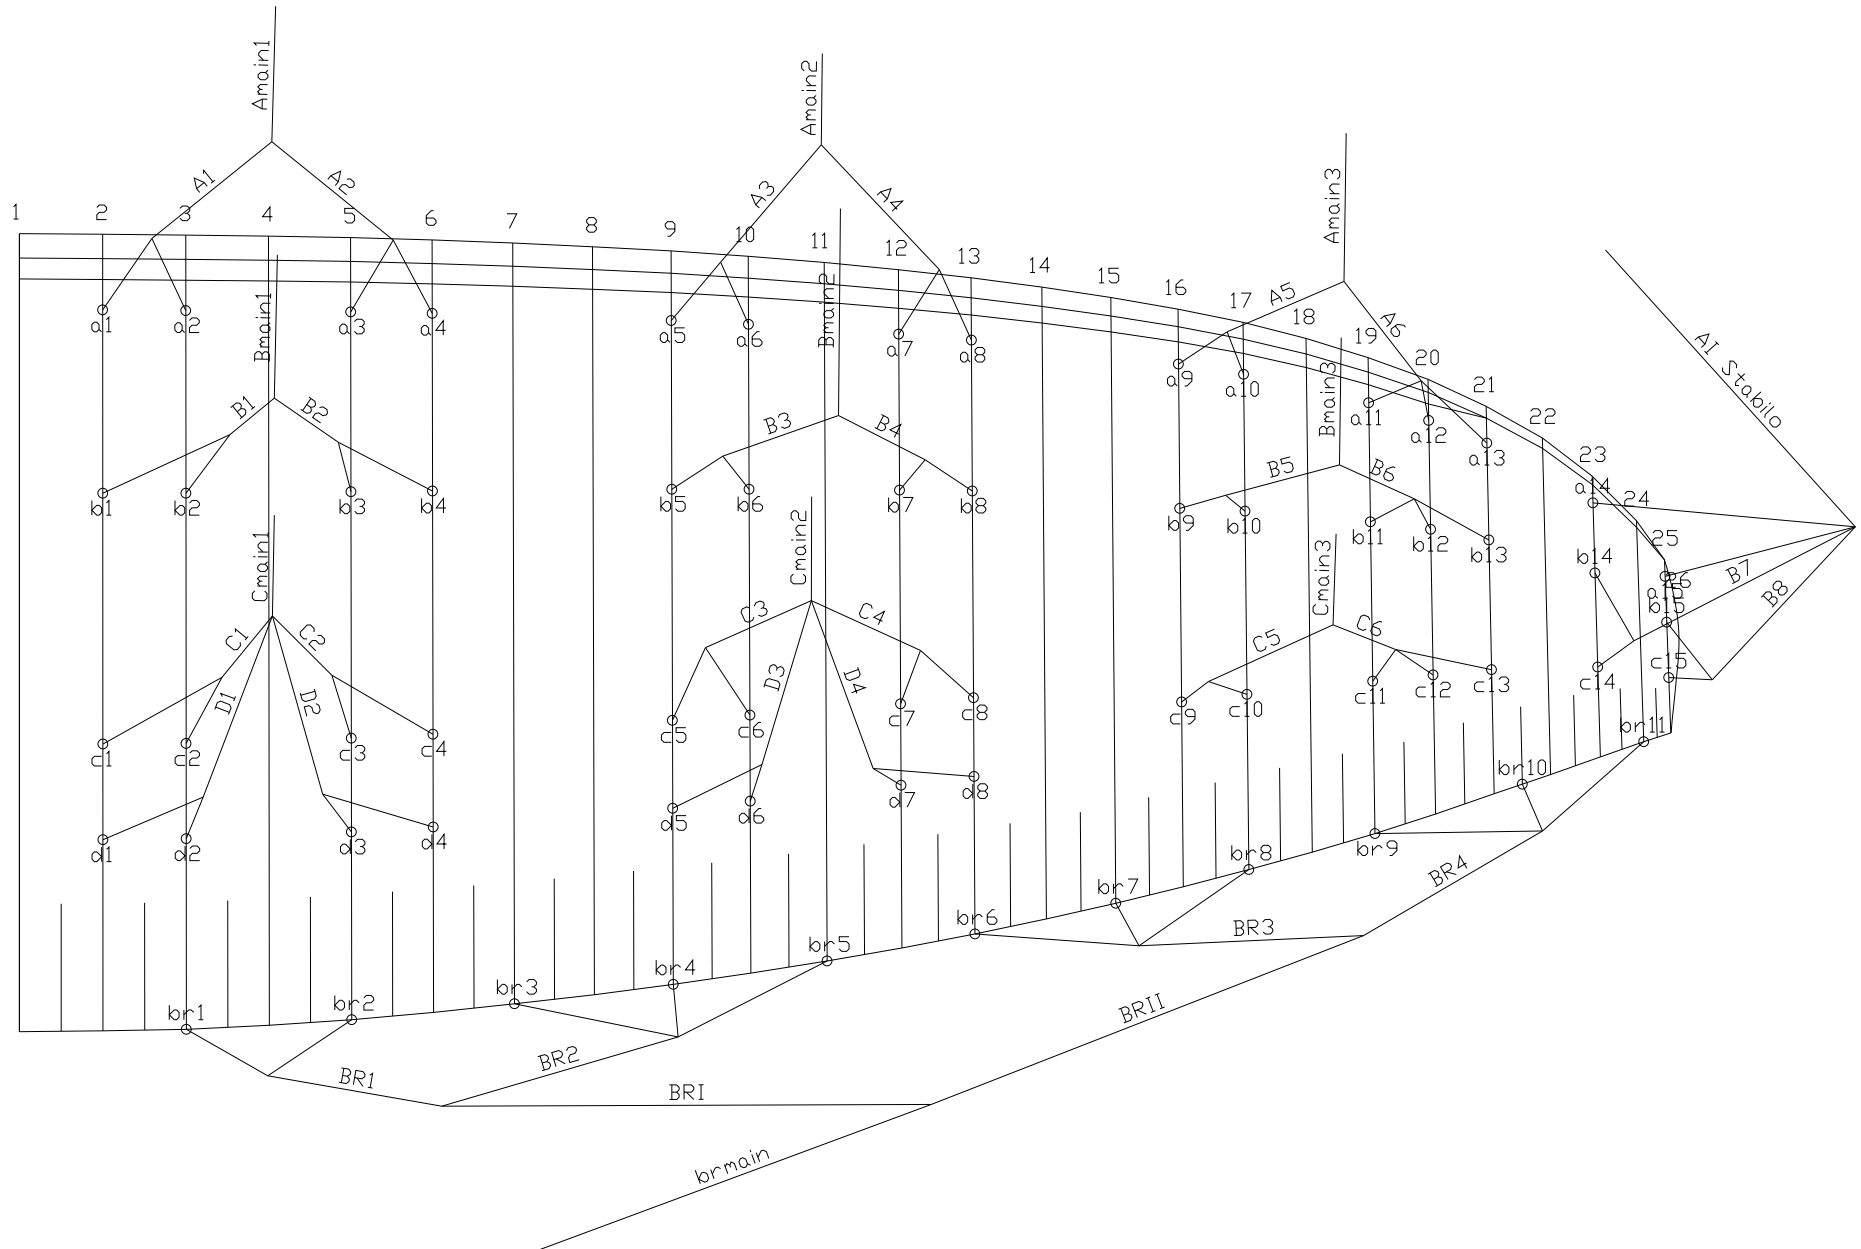 Amain1
Amain2
Amain3
A1
A2
A3
A4
A5
A6
AI Stabilo
1
2
3
4
5
6
7
8
9
10
11
12
13
14
15
16
17
18
19
20
21
22
23
24
25
Bmain1
Bmain2
Bmain3
a1
a2
a3
a4
a5
a6
a7
a8
a9
a10
a11
a12
a13
a14
B1
B2
B3
B4
B5
B6
B7
B8
b1
b2
b3
b4
b5
b6
b7
b8
b9
b10
b11
b12
b13
b14
b15
Cmain1
Cmain2
Cmain3
26
a15
C1
C2
C3
C4
C5
C6
D1
D2
D3
D4
c1
c2
c3
c4
c5
c6
c7
c8
c9
c10
c11
c12
c13
c14
c15
d1
d2
d3
d4
d5
d6
d7
d8
br1
br2
br3
br4
br5
br6
br7
br8
br9
br10
br11
BR1
BR2
BR3
BR4
BRI
BRII
brmain